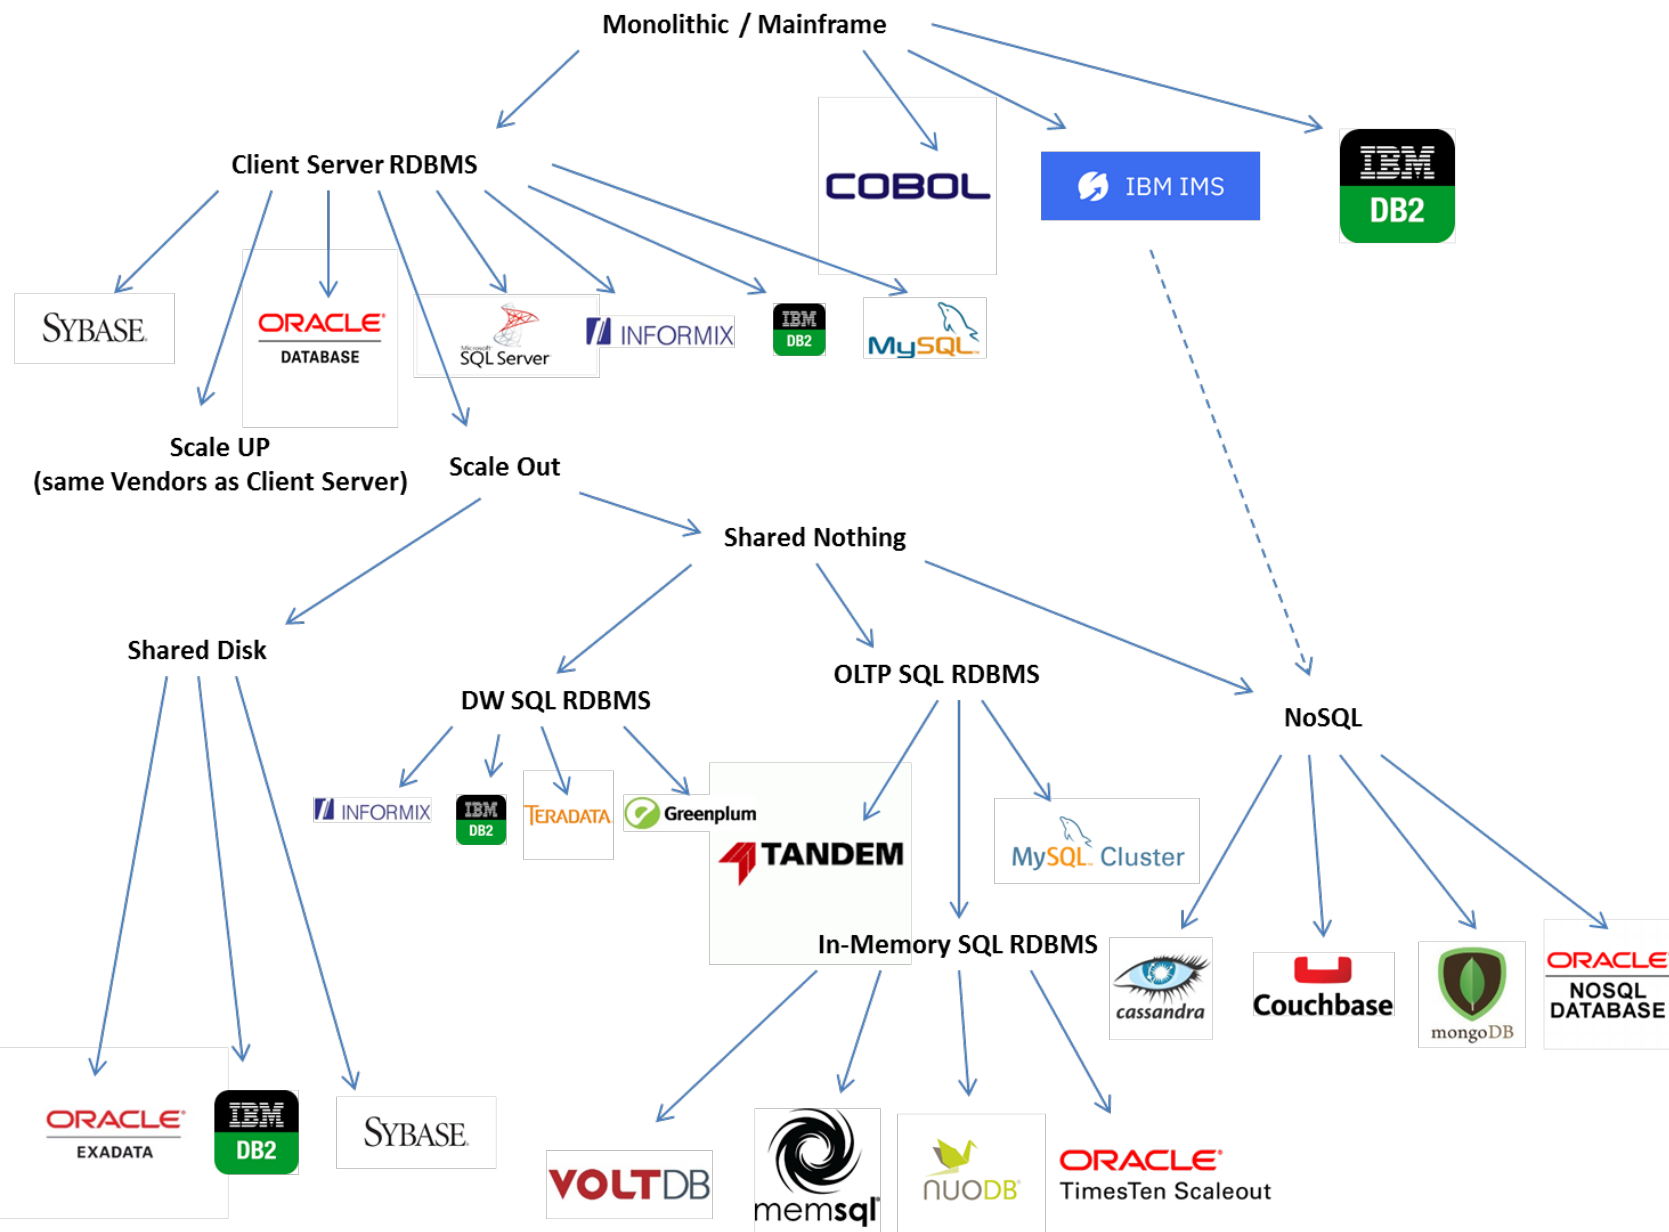 Monolithic / Mainframe
Client Server RDBMS
COBOL
IBM IMS
IBM
DB2
SYBASE
ORACLE
DATABASE
Microsoft
SQL Server
INFORMIX
IBM
DB2
MySQL
Scale UP
(same Vendors as Client Server)
Scale Out
Shared Nothing
Shared Disk
DW SQL RDBMS
OLTP SQL RDBMS
NoSQL
INFORMIX
IBM
DB2
TERADATA
Greenplum
TANDEM
MySQL Cluster
In-Memory SQL RDBMS
cassandra
Couchbase
mongoDB
ORACLE
NOSQL
DATABASE
ORACLE
EXADATA
IBM
DB2
SYBASE
VOLTDB
memsql
NUODB
ORACLE
TimesTen Scaleout